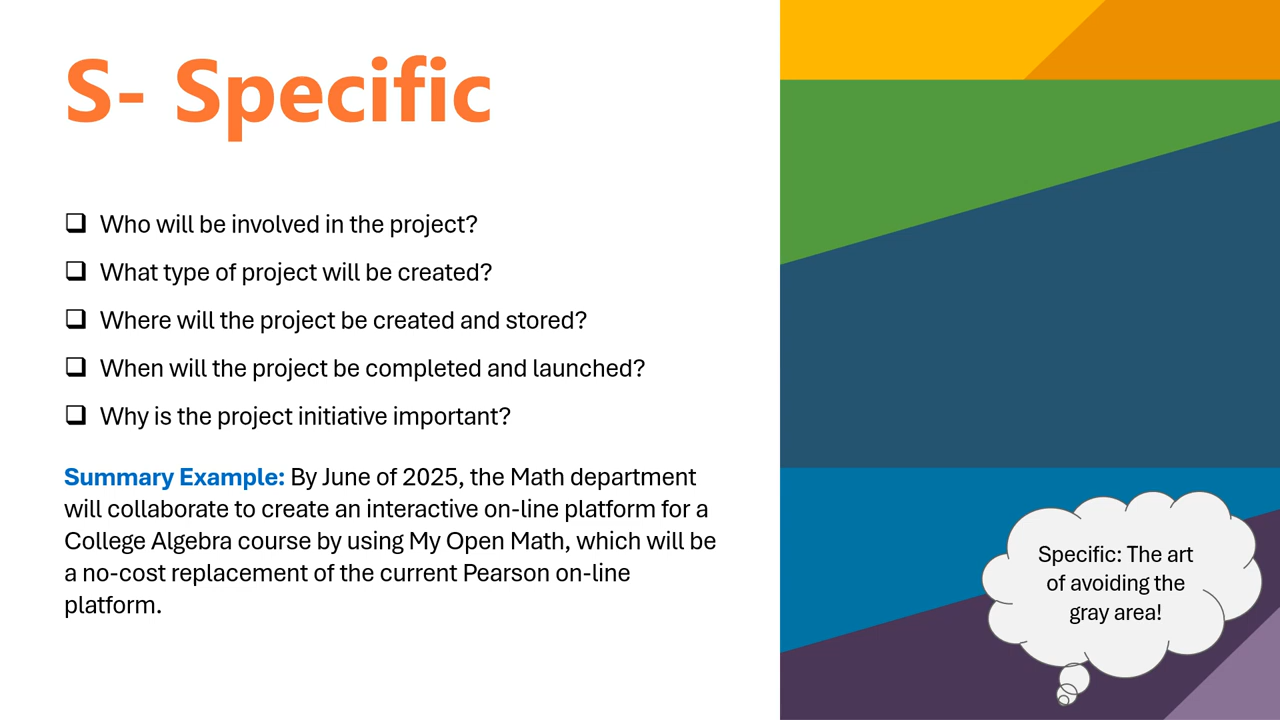 S- Specific
❑ Who will be involved in the project?
❑ What type of project will be created?
❑ Where will the project be created and stored?
❑ When will the project be completed and launched?
❑ Why is the project initiative important?
Summary Example: By June of 2025, the Math department
will collaborate to create an interactive on-line platform for a
College Algebra course by using My Open Math, which will be
a no-cost replacement of the current Pearson on-line
platform.
Specific: The art
of avoiding the
gray area!